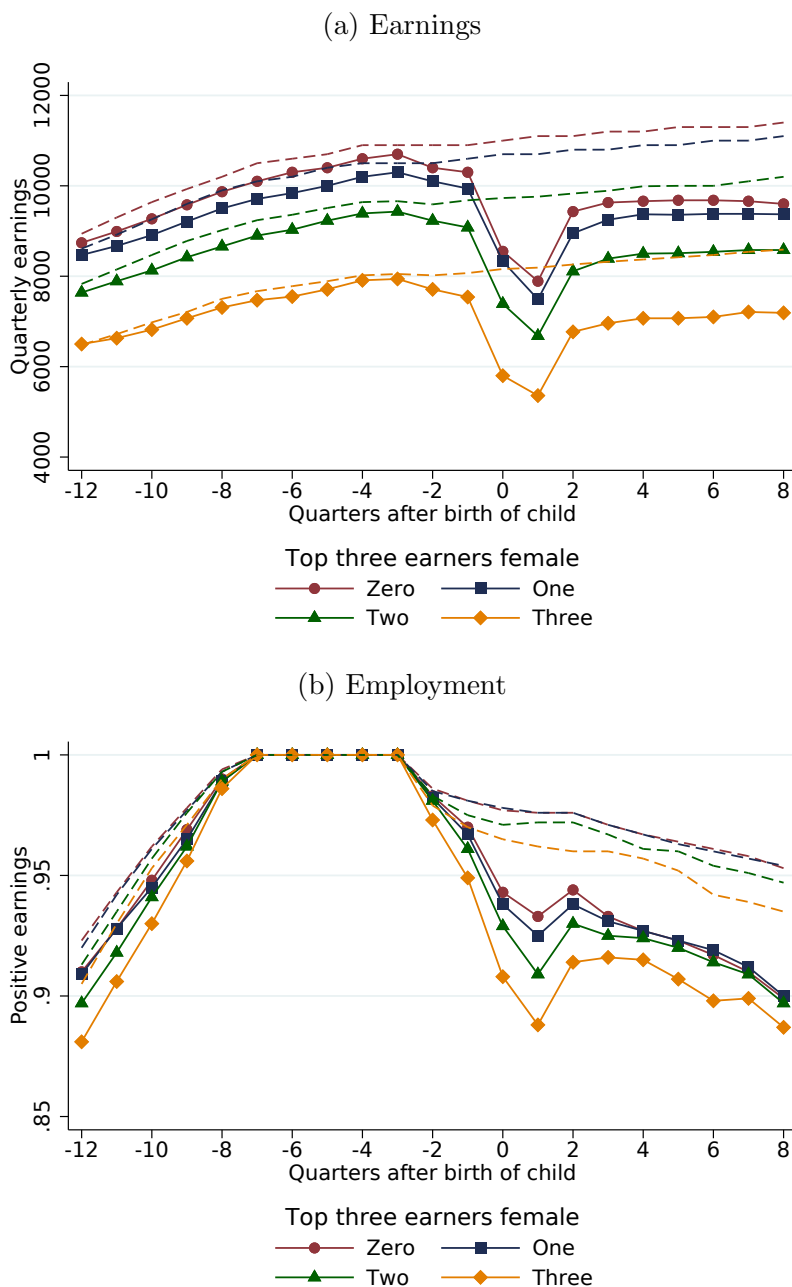 (a) Earnings
Quarterly earnings
12000
10000
8000
6000
4000
-12 -10 -8 -6 -4 -2 0 2 4 6 8
Quarters after birth of child
Top three earners female
Zero One
Two Three
(b) Employment
Positive earnings
1
.95
.9
.85
-12 -10 -8 -6 -4 -2 0 2 4 6 8
Quarters after birth of child
Top three earners female
Zero One
Two Three